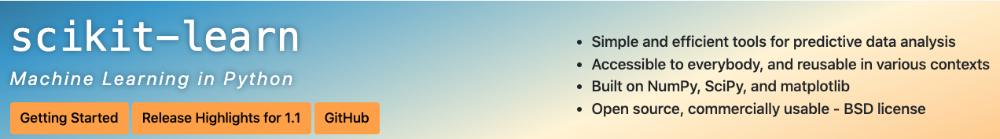 scikit-learn
Machine Learning in Python
Getting Started
Release Highlights for 1.1
GitHub
• Simple and efficient tools for predictive data analysis
• Accessible to everybody, and reusable in various contexts
• Built on NumPy, SciPy, and matplotlib
• Open source, commercially usable - BSD license